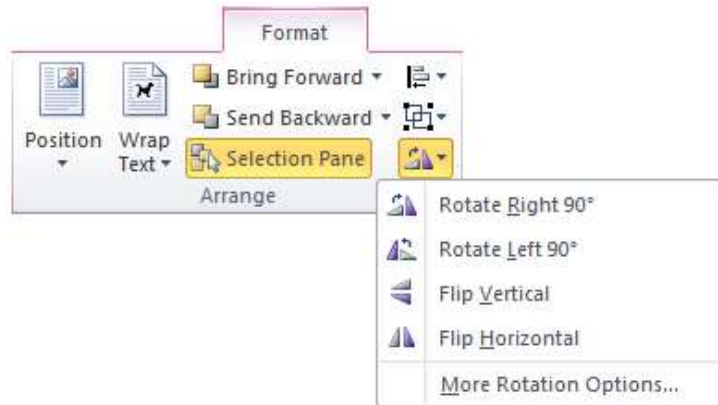 Format
Bring Forward
Send Backward
Position
Wrap
Text
Selection Pane
Arrange
Rotate Right 90°
Rotate Left 90°
Flip Vertical
Flip Horizontal
More Rotation Options...